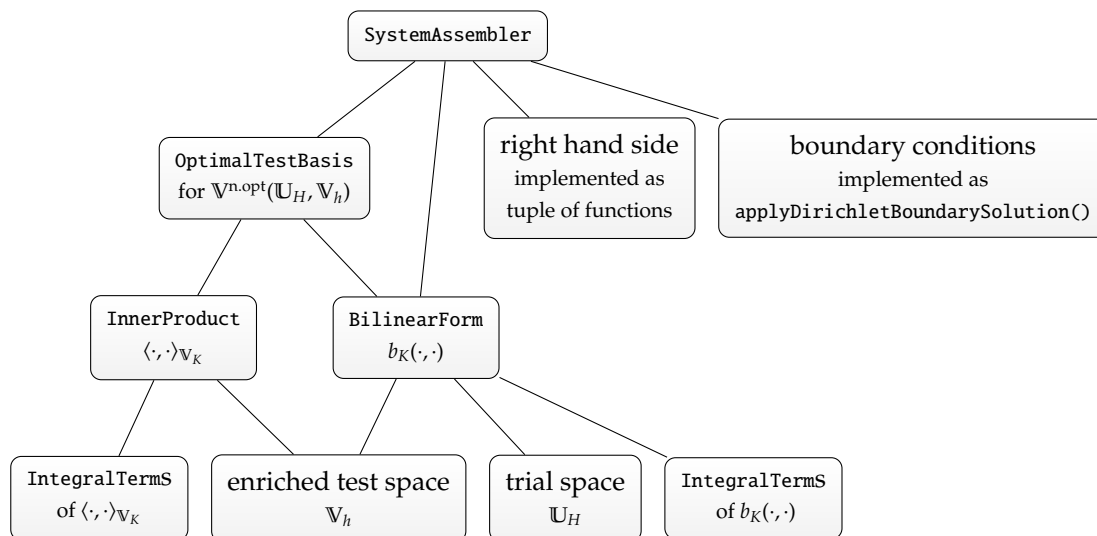 SystemAssembler
OptimalTestBasis
for 𝕍ⁿ·ᵒᵖᵗ(𝕌_H, 𝕍_h)
right hand side
implemented as
tuple of functions
boundary conditions
implemented as
applyDirichletBoundarySolution()
InnerProduct
⟨·, ·⟩_𝕍_K
BilinearForm
b_K(·, ·)
IntegralTermS
of ⟨·, ·⟩_𝕍_K
enriched test space
𝕍_h
trial space
𝕌_H
IntegralTermS
of b_K(·, ·)